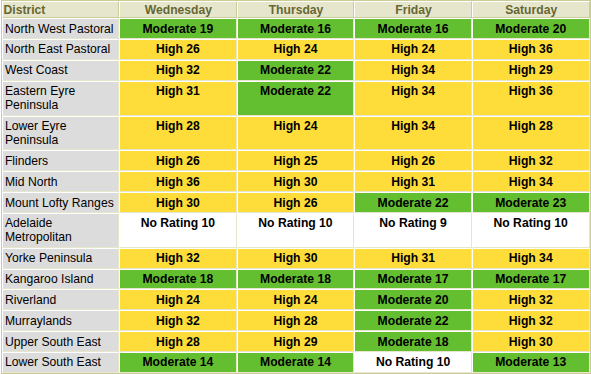 District Wednesday Thursday Friday Saturday
North West Pastoral Moderate 19 Moderate 16 Moderate 16 Moderate 20
North East Pastoral High 26 High 24 High 24 High 36
West Coast High 32 Moderate 22 High 34 High 29
Eastern Eyre High 31 Moderate 22 High 34 High 36
Peninsula
Lower Eyre High 28 High 24 High 34 High 28
Peninsula
Flinders High 26 High 25 High 26 High 32
Mid North High 36 High 30 High 31 High 34
Mount Lofty Ranges High 30 High 26 Moderate 22 Moderate 23
Adelaide No Rating 10 No Rating 10 No Rating 9 No Rating 10
Metropolitan
Yorke Peninsula High 32 High 30 High 31 High 34
Kangaroo Island Moderate 18 Moderate 18 Moderate 17 Moderate 17
Riverland High 24 High 24 Moderate 20 High 32
Murraylands High 32 High 28 Moderate 22 High 32
Upper South East High 28 High 29 Moderate 18 High 30
Lower South East Moderate 14 Moderate 14 No Rating 10 Moderate 13